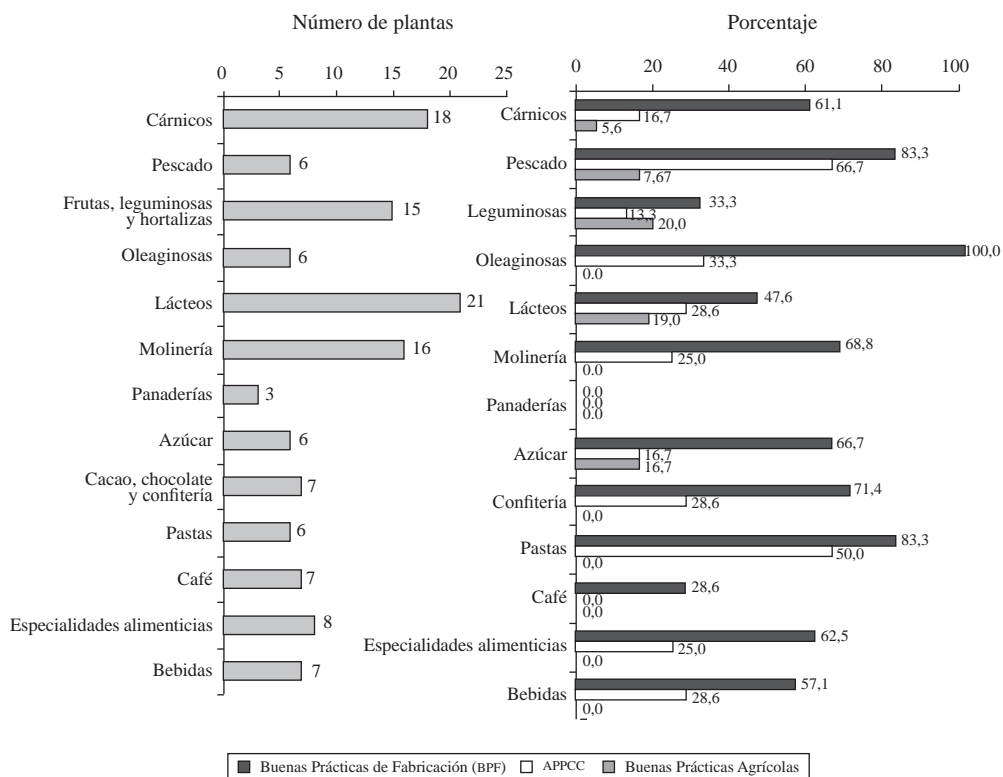 Número de plantas
0 5 10 15 20 25
Cárnicos 18
Pescado 6
Frutas, leguminosas
y hortalizas 15
Oleaginosas 6
Lácteos 21
Molinería 16
Panaderías 3
Azúcar 6
Cacao, chocolate
y confitería 7
Pastas 6
Café 7
Especialidades alimenticias 8
Bebidas 7
Porcentaje
0 20 40 60 80 100
Cárnicos
61,1
16,7
5,6
Pescado
83,3
66,7
7,67
Leguminosas
33,3
13,3
20,0
Oleaginosas
100,0
33,3
0.0
Lácteos
47,6
28,6
19,0
Molinería
68,8
25,0
0.0
Panaderías
0.0
0.0
0.0
Azúcar
66,7
16,7
16,7
Confitería
71,4
28,6
0,0
Pastas
83,3
50,0
0,0
Café
28,6
0,0
0,0
Especialidades alimenticias
62,5
25,0
0,0
Bebidas
57,1
28,6
0,0
Buenas Prácticas de Fabricación (BPF) APPCC Buenas Prácticas Agrícolas